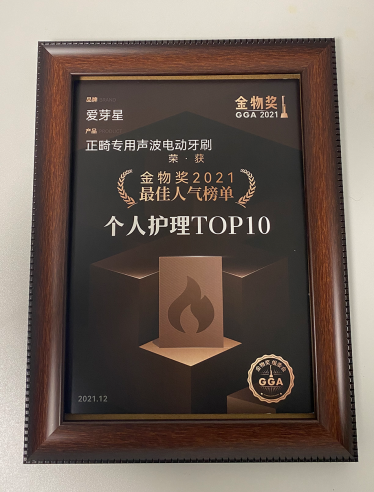 品牌
爱芽星
产品
正畸专用声波电动牙刷
金物奖
GGA 2021
荣·获
金物奖2021
最佳人气榜单
个人护理TOP10
GGA
2021.12